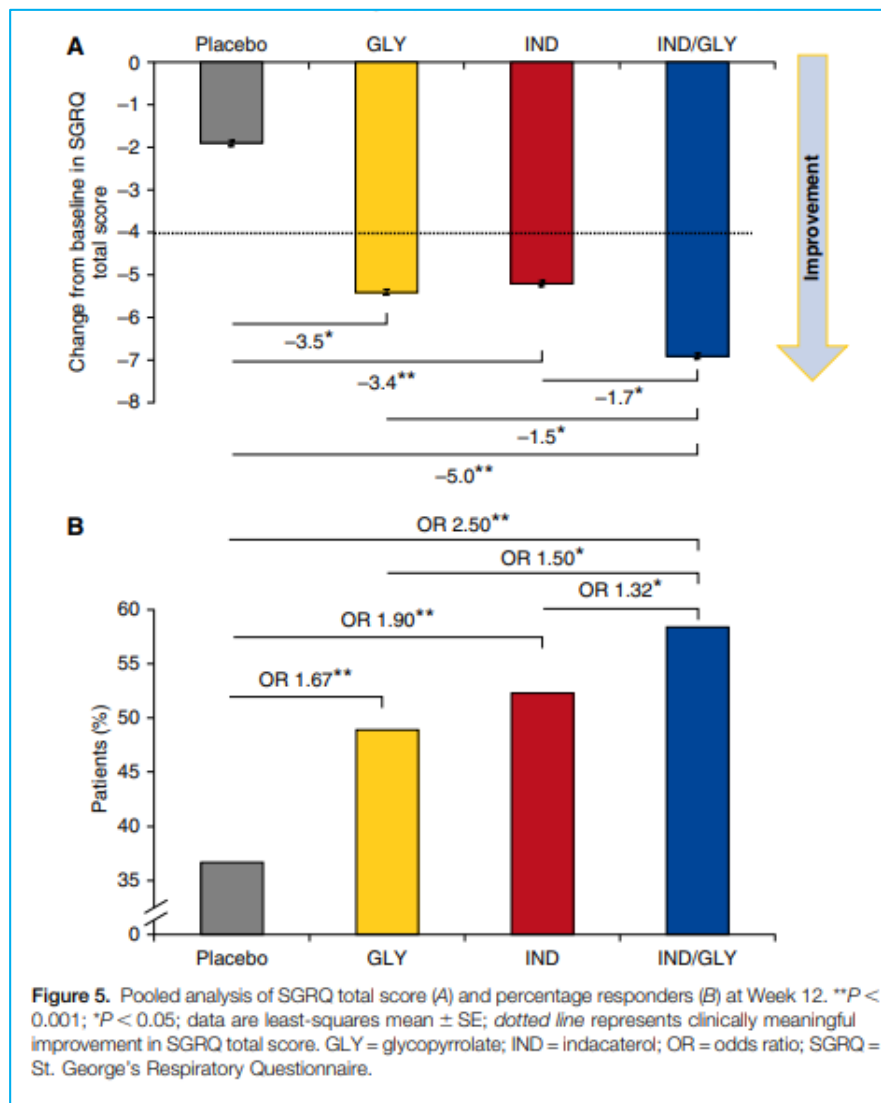 A
Placebo GLY IND IND/GLY
0
−1
−2
−3
−4
−5
−6
−7
−8
Change from baseline in SGRQ
total score
Improvement
−3.5*
−3.4**
−1.7*
−1.5*
−5.0**
B
OR 2.50**
OR 1.50*
OR 1.32*
OR 1.90**
OR 1.67**
60
55
50
45
40
35
0
Patients (%)
Placebo GLY IND IND/GLY
Figure 5. Pooled analysis of SGRQ total score (A) and percentage responders (B) at Week 12. **P <
0.001; *P < 0.05; data are least-squares mean ± SE; dotted line represents clinically meaningful
improvement in SGRQ total score. GLY = glycopyrrolate; IND = indacaterol; OR = odds ratio; SGRQ =
St. George's Respiratory Questionnaire.